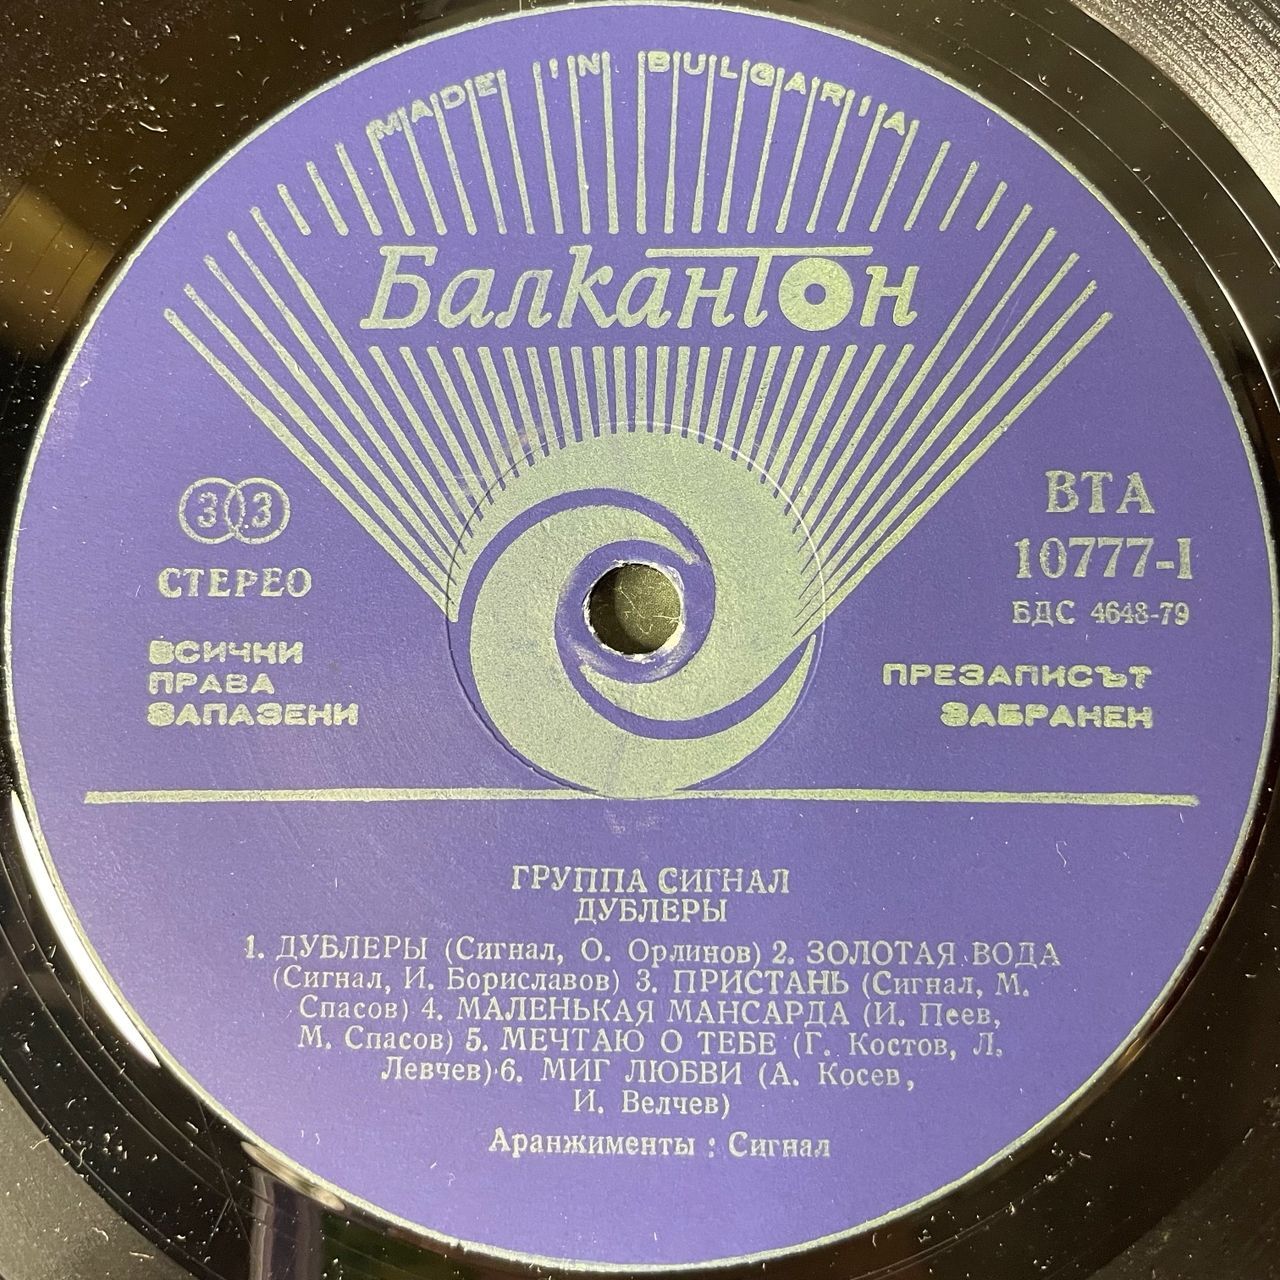 MADE IN BULGARIA
Балкантон
33
СТЕРЕО
ВСИЧКИ
ПРАВА
ЗАПАЗЕНИ
ВТА
10777-I
БДС 4648-79
ПРЕЗАПИСЪТ
ЗАБРАНЕН
ГРУППА СИГНАЛ
ДУБЛЕРЫ
1. ДУБЛЕРЫ (Сигнал, О. Орлинов) 2. ЗОЛОТАЯ ВОДА
(Сигнал, И. Бориславов) 3. ПРИСТАНЬ (Сигнал, М.
Спасов) 4. МАЛЕНЬКАЯ МАНСАРДА (И. Пеев,
М. Спасов) 5. МЕЧТАЮ О ТЕБЕ (Г. Костов, Л.
Левчев) 6. МИГ ЛЮБВИ (А. Косев,
И. Велчев)
Аранжименты : Сигнал